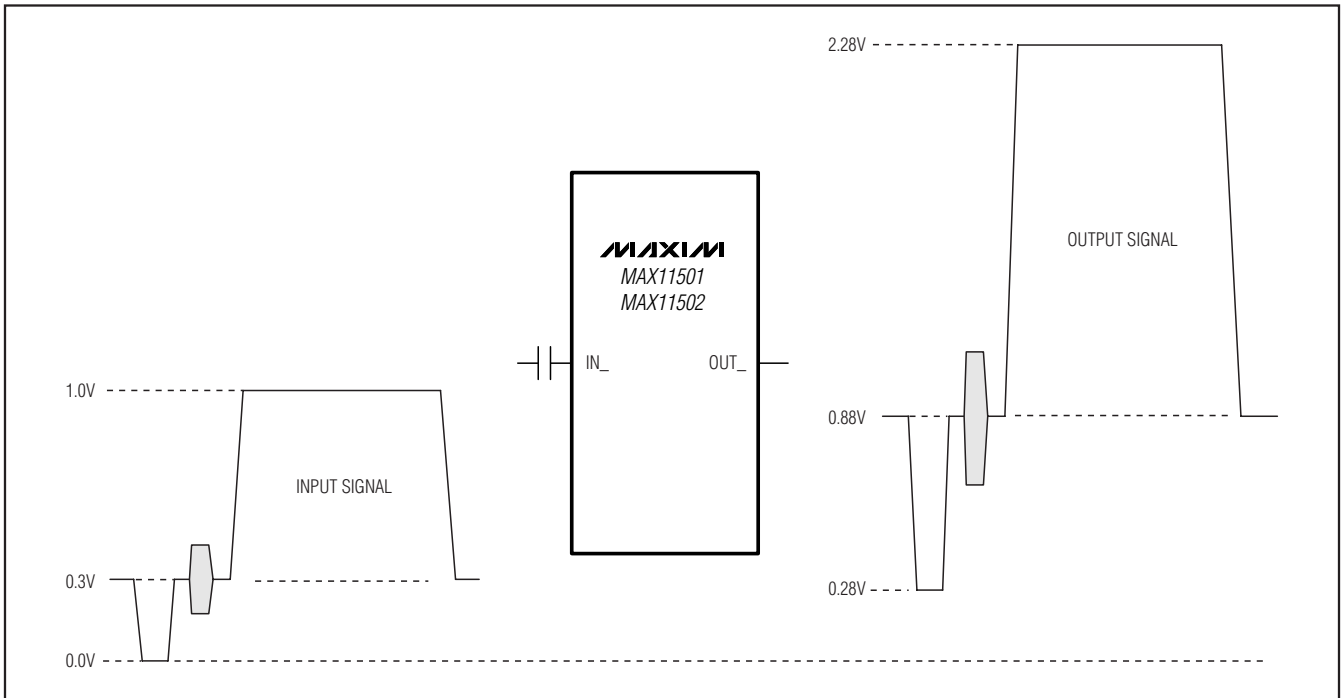 2.28V
OUTPUT SIGNAL
MAXIM
MAX11501
MAX11502
IN_
OUT_
1.0V
0.88V
INPUT SIGNAL
0.3V
0.28V
0.0V